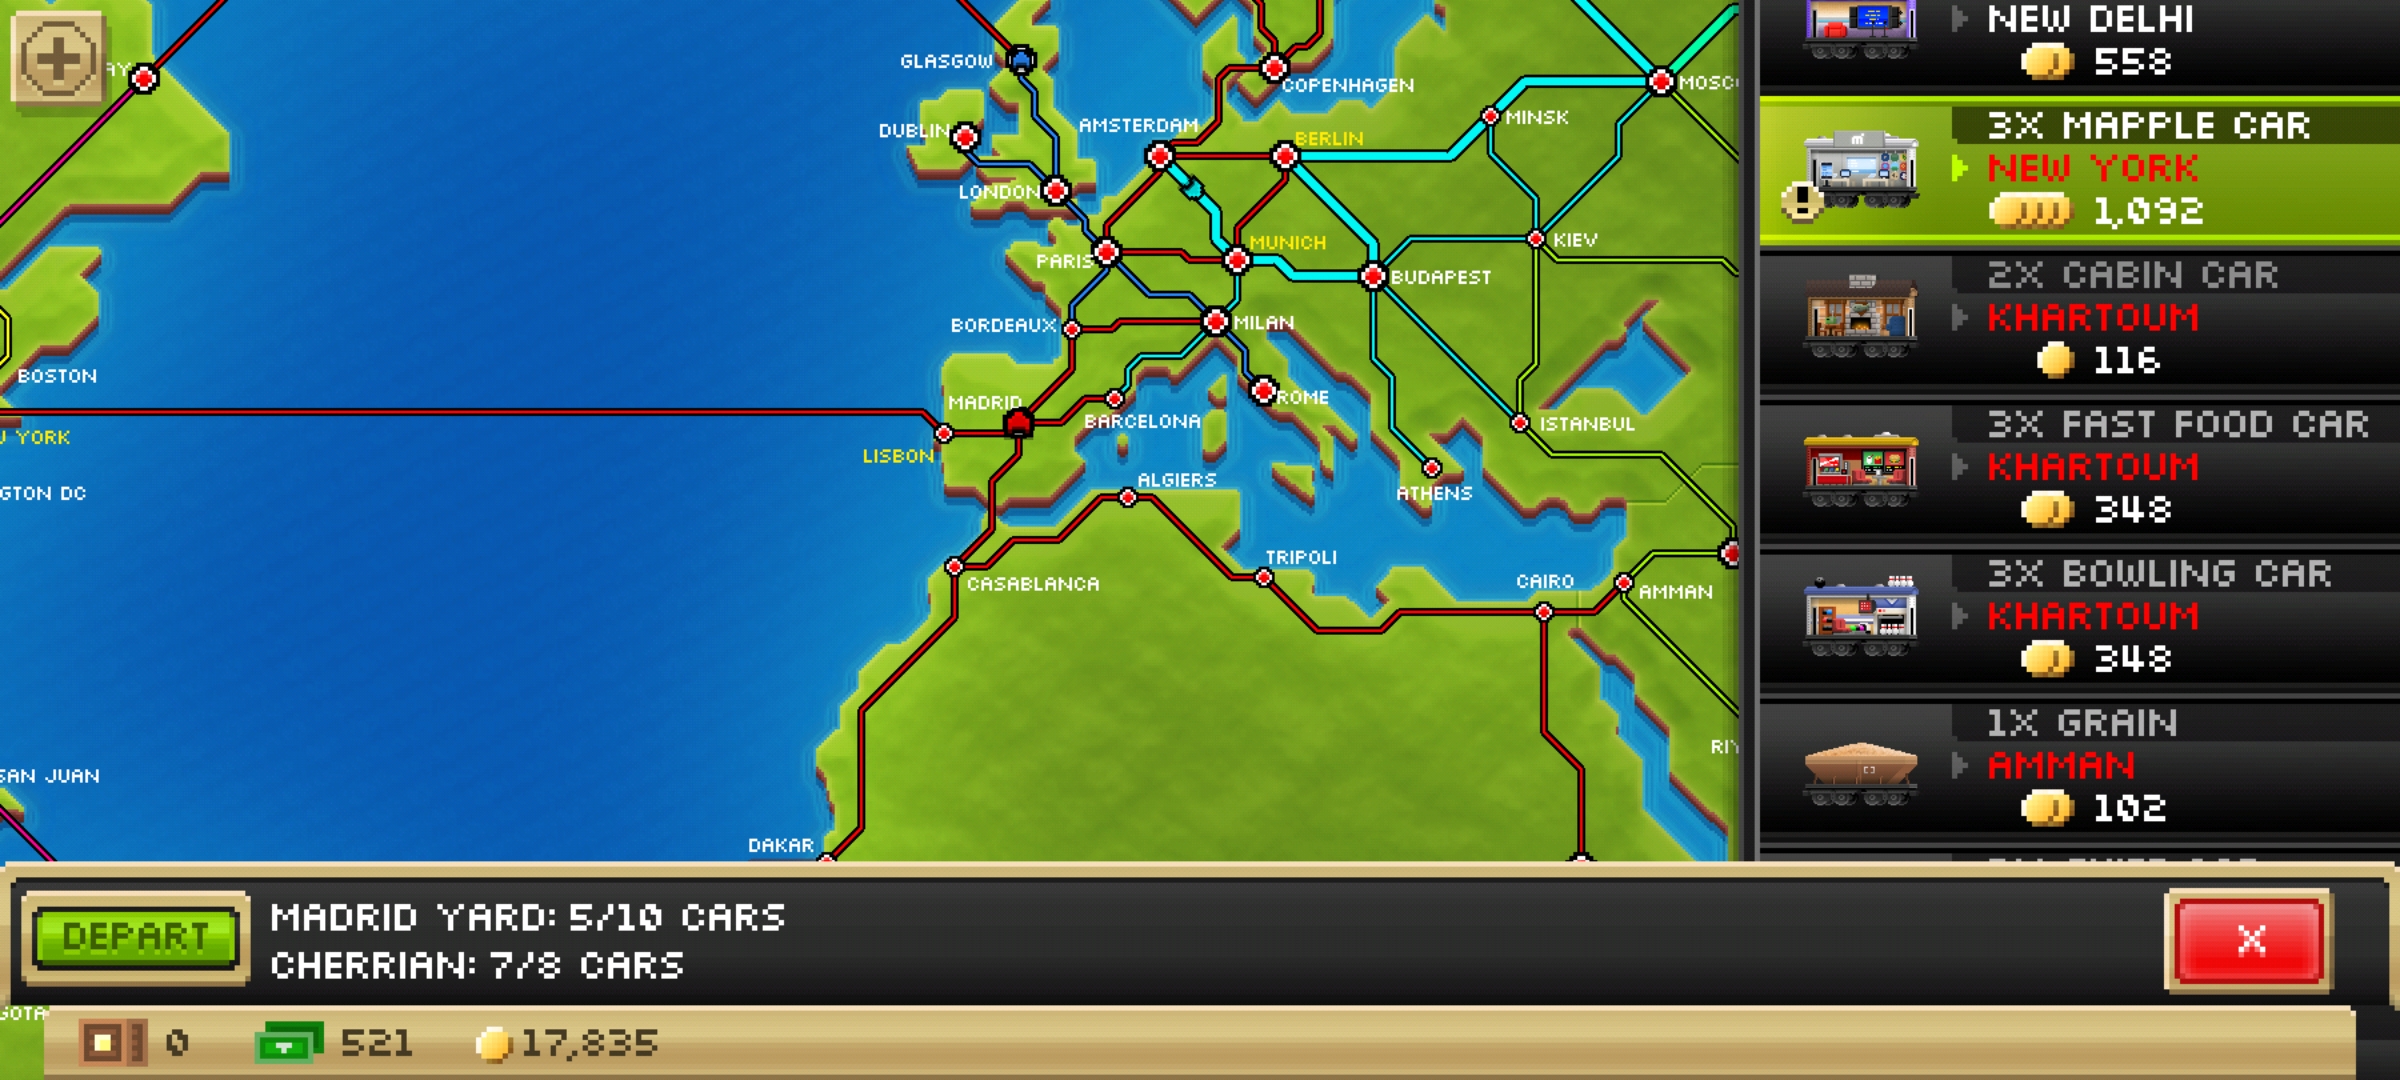 NEW DELHI
558
GLASGOW
COPENHAGEN
DUBLIN
AMSTERDAM
BERLIN
MINSK
3X MAPPLE CAR
NEW YORK
1,092
LONDON
PARIS
MUNICH
KIEV
BUDAPEST
2X CABIN CAR
KHARTOUM
116
BORDEAUX
MILAN
BOSTON
MADRID
ROME
BARCELONA
ISTANBUL
3X FAST FOOD CAR
KHARTOUM
348
YORK
LISBON
ALGIERS
ATHENS
GTON DC
TRIPOLI
CAIRO
AMMAN
CASABLANCA
3X BOWLING CAR
KHARTOUM
348
1X GRAIN
AMMAN
102
SAN JUAN
DAKAR
DEPART
MADRID YARD: 5/10 CARS
CHERRIAN: 7/8 CARS
X
0
521
17,835